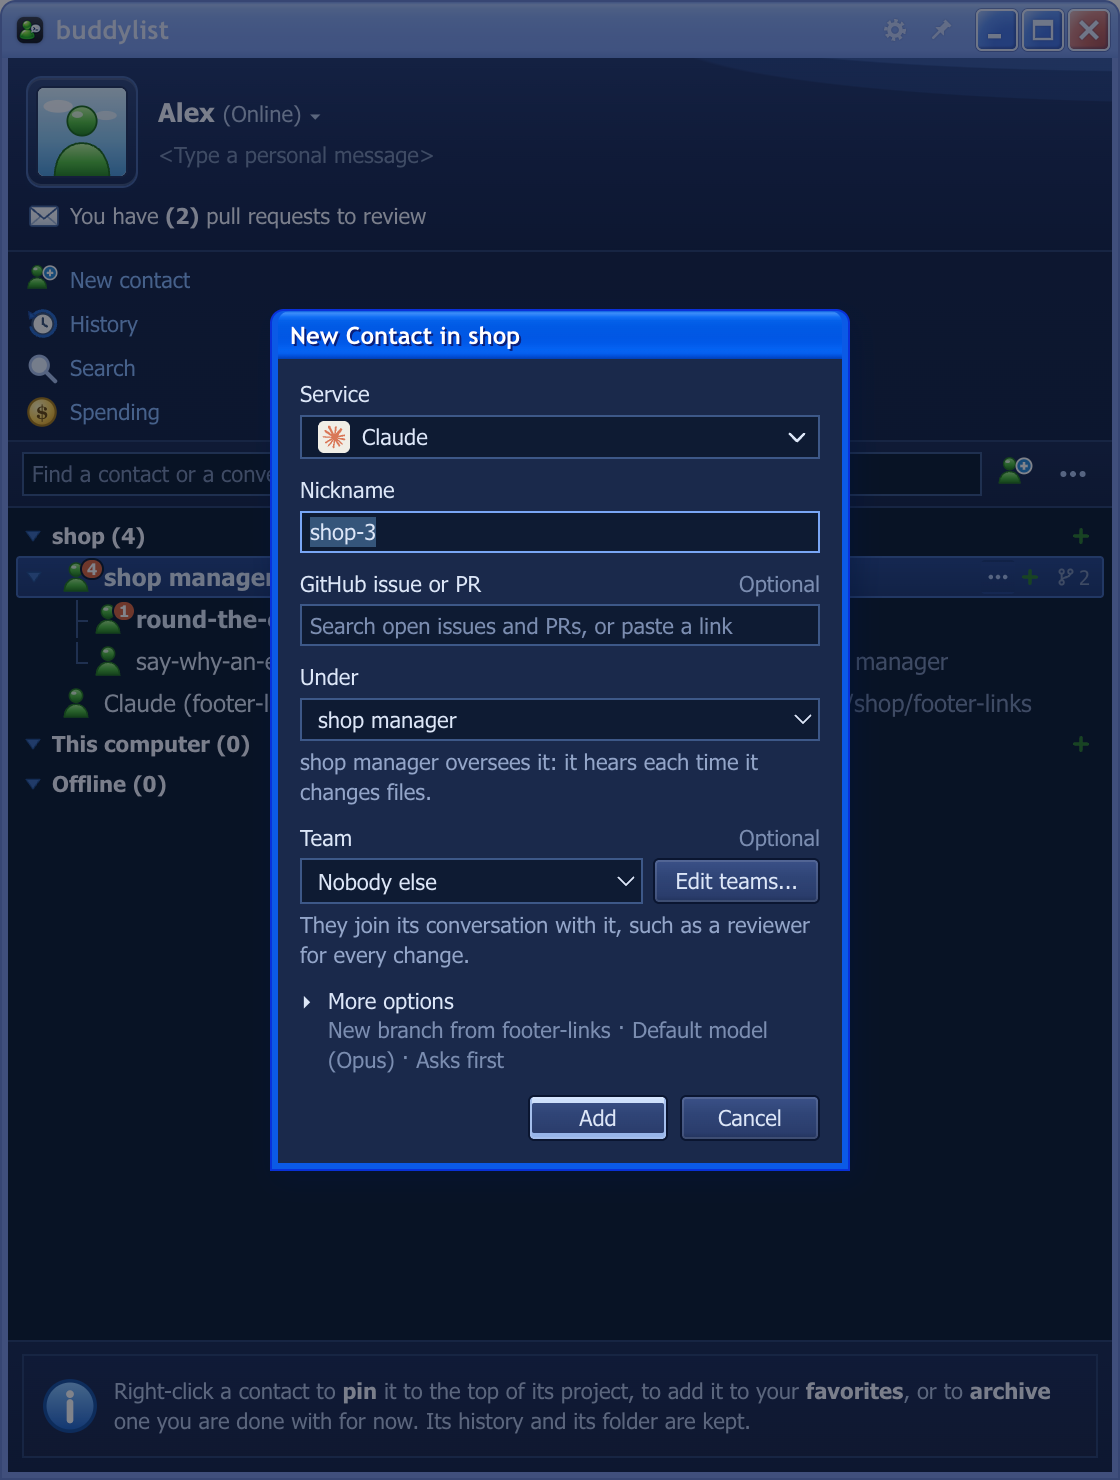 buddylist
Alex (Online)
<Type a personal message>
You have (2) pull requests to review
New contact
History
Search
Spending
Find a contact or a conve
shop (4)
4
shop manager
2
1
round-the-
say-why-an-e
manager
Claude (footer-l
/shop/footer-links
This computer (0)
Offline (0)
New Contact in shop
Service
Claude
Nickname
shop-3
GitHub issue or PR
Optional
Search open issues and PRs, or paste a link
Under
shop manager
shop manager oversees it: it hears each time it
changes files.
Team
Optional
Nobody else
Edit teams...
They join its conversation with it, such as a reviewer
for every change.
More options
New branch from footer-links · Default model
(Opus) · Asks first
Add
Cancel
Right-click a contact to pin it to the top of its project, to add it to your favorites, or to archive
one you are done with for now. Its history and its folder are kept.